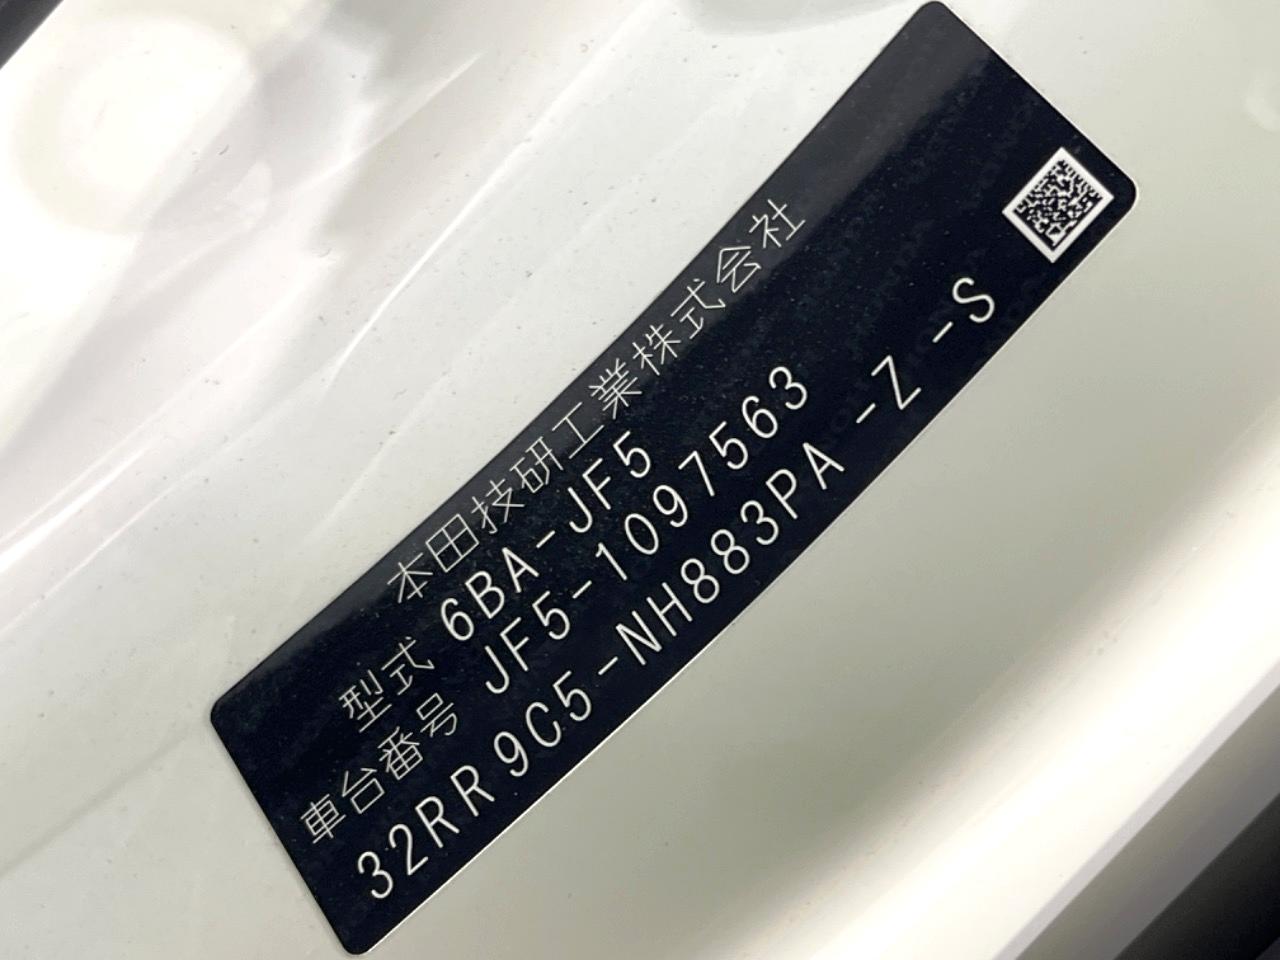 本田技研工業株式会社
型式 6BA-JF5
車台番号 JF5-1097563
32RR9C5-NH883PA-Z-S